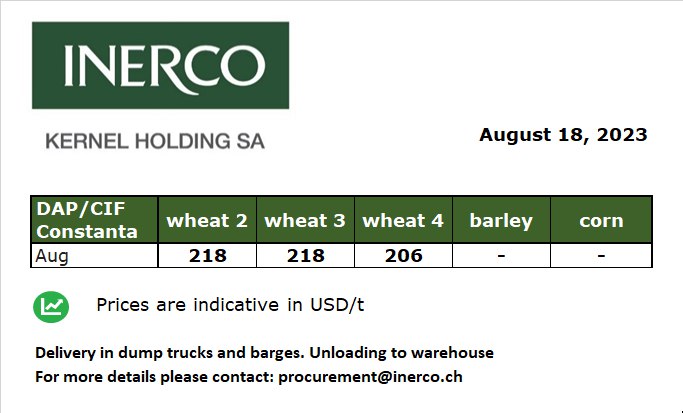 INERCO
KERNEL HOLDING SA
August 18, 2023
DAP/CIF Constanta wheat 2 wheat 3 wheat 4 barley corn
Aug 218 218 206 - -
Prices are indicative in USD/t
Delivery in dump trucks and barges. Unloading to warehouse
For more details please contact: procurement@inerco.ch